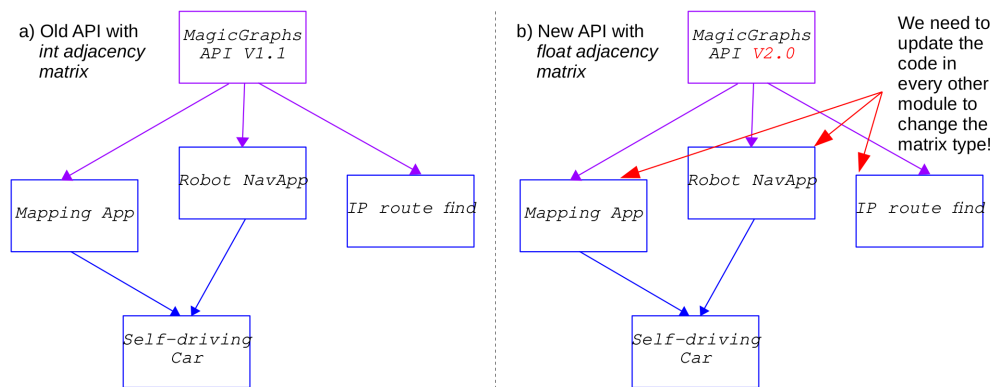 a) Old API with
int adjacency
matrix
MagicGraphs
API V1.1
Robot NavApp
Mapping App
IP route find
Self-driving
Car
b) New API with
float adjacency
matrix
MagicGraphs
API V2.0
We need to
update the
code in
every other
module to
change the
matrix type!
Robot NavApp
Mapping App
IP route find
Self-driving
Car